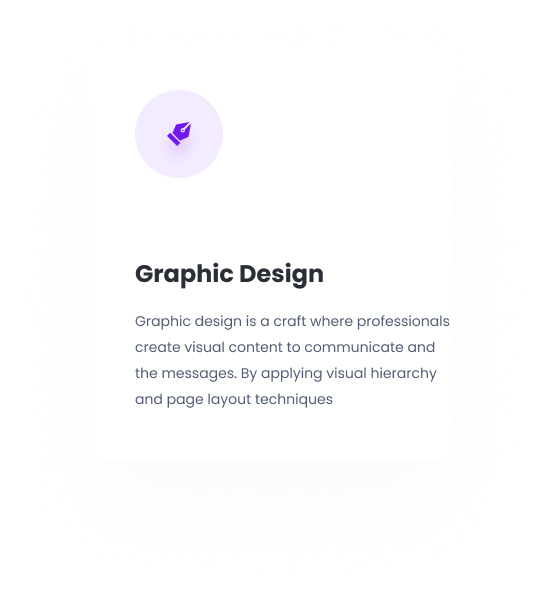 Graphic Design
Graphic design is a craft where professionals
create visual content to communicate and
the messages. By applying visual hierarchy
and page layout techniques